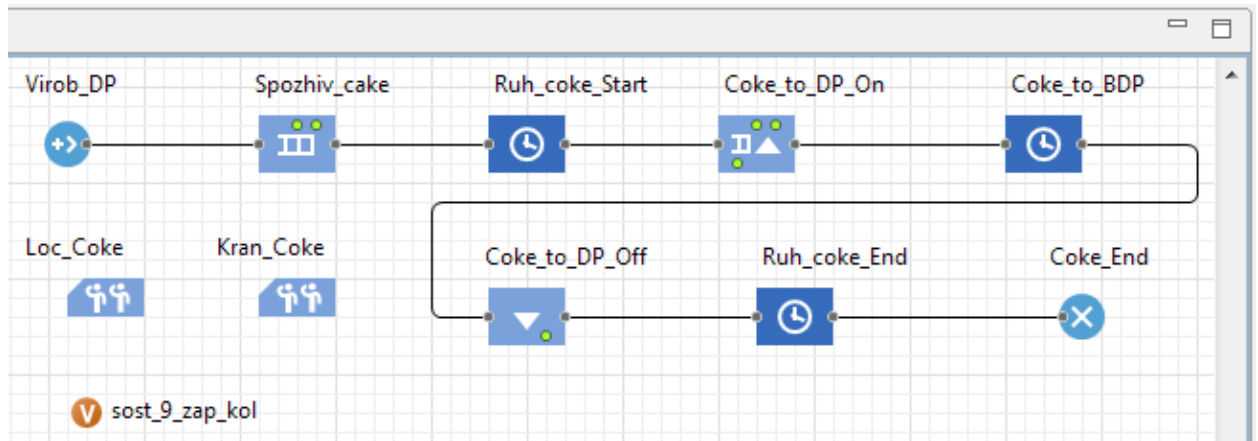 Virob_DP
Spozhiv_cake
Ruh_coke_Start
Coke_to_DP_On
Coke_to_BDP
Loc_Coke
Kran_Coke
Coke_to_DP_Off
Ruh_coke_End
Coke_End
V
sost_9_zap_kol